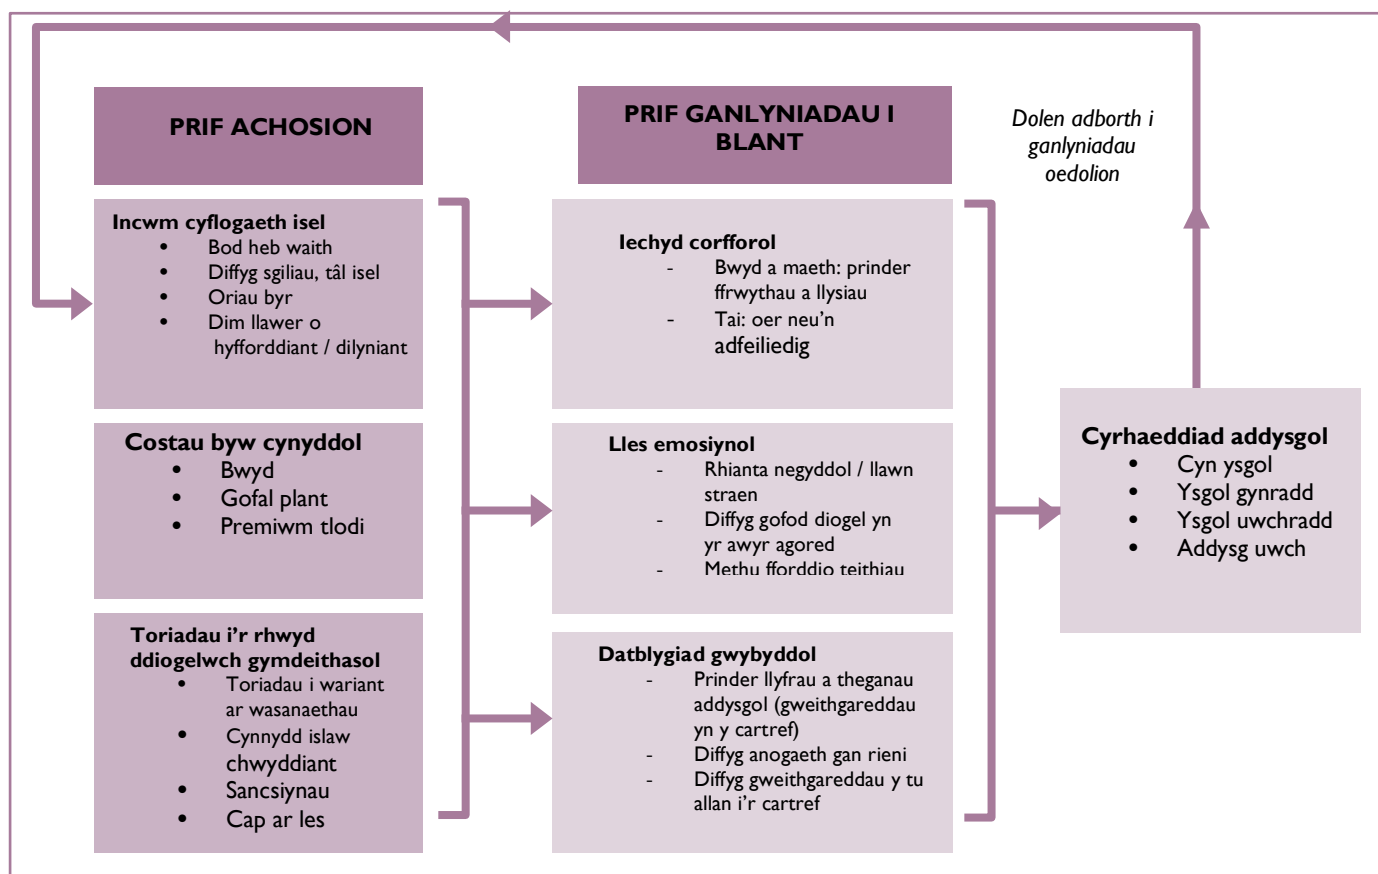 PRIF ACHOSION
Incwm cyflogaeth isel
• Bod heb waith
• Diffyg sgiliau, tâl isel
• Oriau byr
• Dim llawer o
hyfforddiant / dilyniant
Costau byw cynyddol
• Bwyd
• Gofal plant
• Premiwm tlodi
Toriadau i'r rhwyd
ddiogelwch gymdeithasol
• Toriadau i wariant
ar wasanaethau
• Cynnydd islaw
chwyddiant
• Sancsiynau
• Cap ar les
PRIF GANLYNIADAU I
BLANT
Iechyd corfforol
- Bwyd a maeth: prinder
ffrwythau a llysiau
- Tai: oer neu'n
adfeiliedig
Lles emosiynol
- Rhianta negyddol / llawn
straen
- Diffyg gofod diogel yn
yr awyr agored
- Methu fforddio teithiau
Datblygiad gwybyddol
- Prinder llyfrau a theganau
addysgol (gweithgareddau
yn y cartref)
- Diffyg anogaeth gan rieni
- Diffyg gweithgareddau y tu
allan i'r cartref
Dolen adborth i
ganlyniadau
oedolion
Cyrhaeddiad addysgol
• Cyn ysgol
• Ysgol gynradd
• Ysgol uwchradd
• Addysg uwch